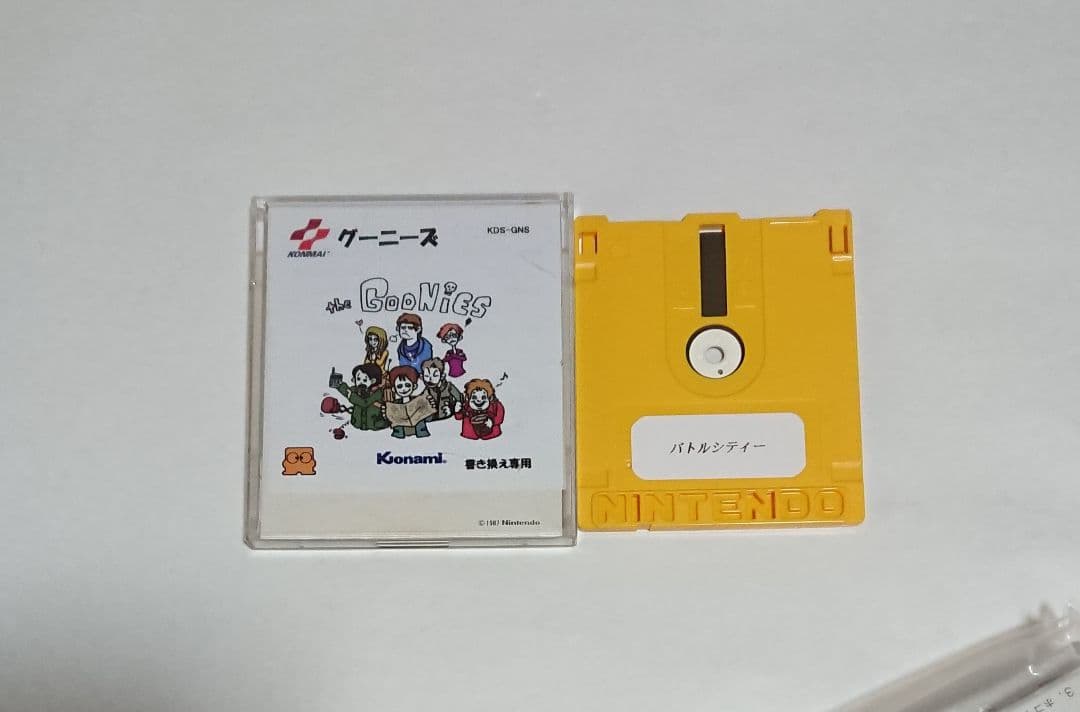 グーニーズ
KDS-GNS
KONMAI
the GOONIES
Konami
書き換え専用
©1987 Nintendo
バトルシティー
NINTENDO